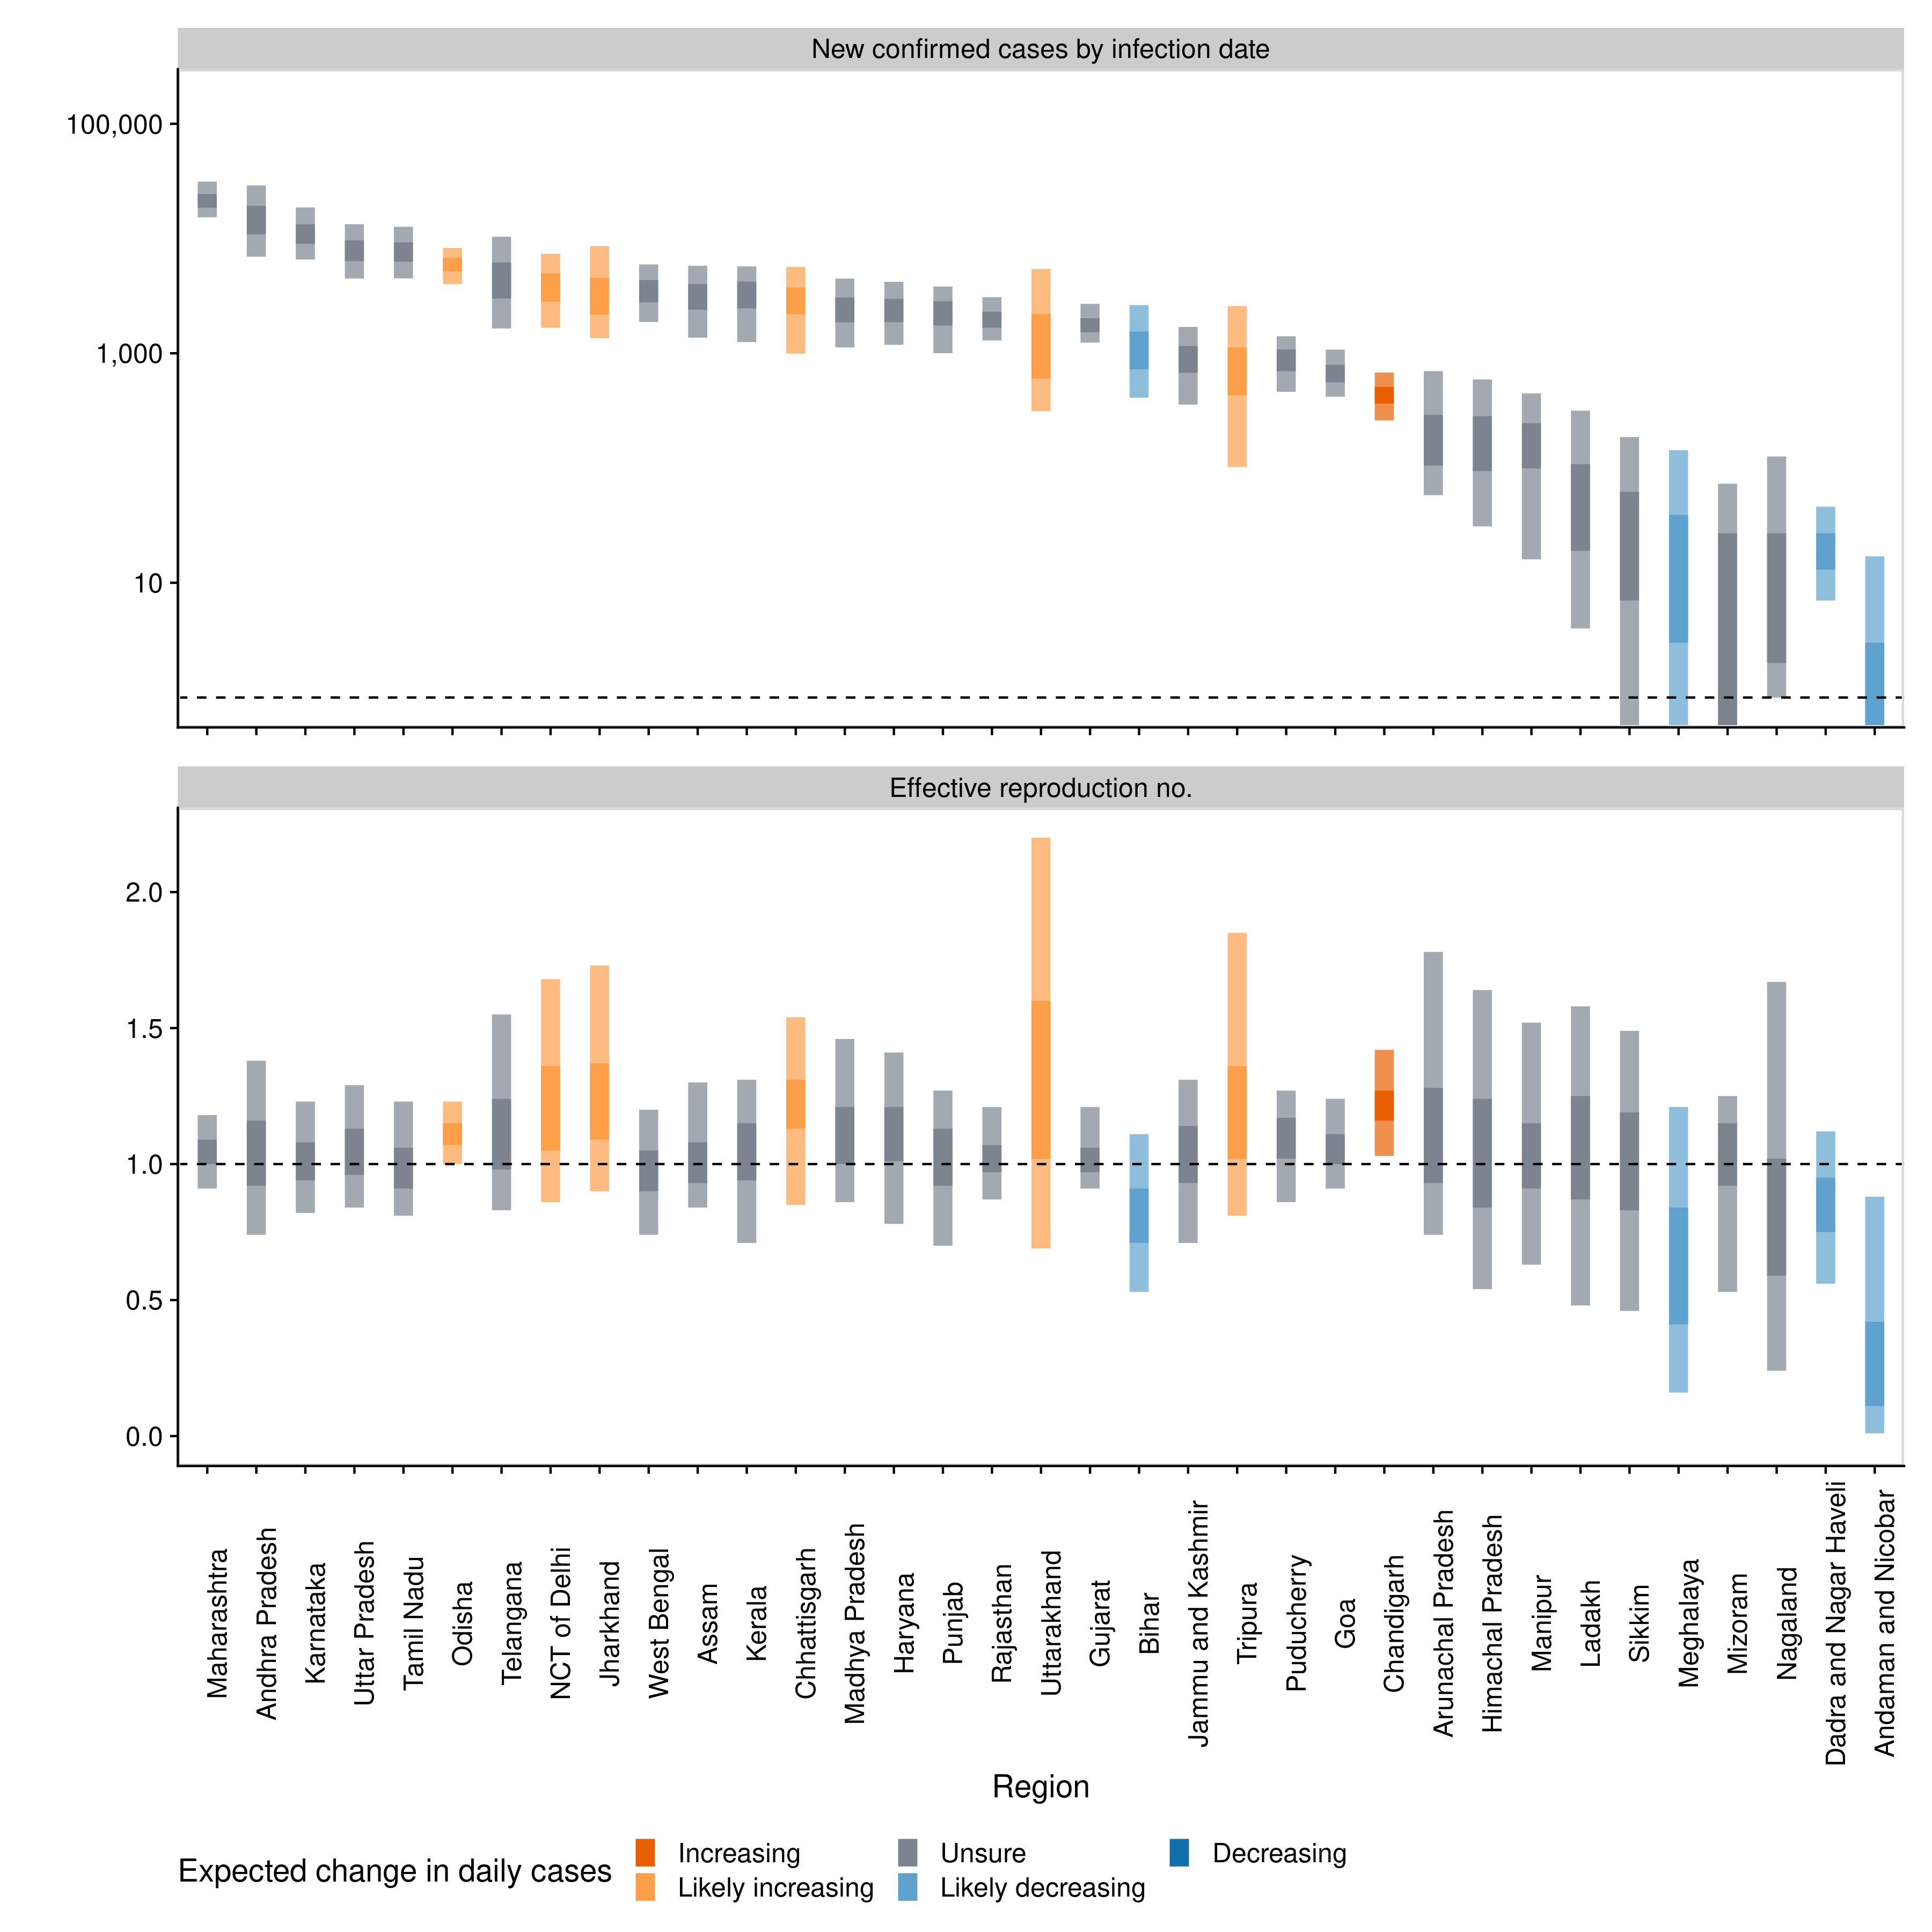 New confirmed cases by infection date
100,000
1,000
10
Effective reproduction no.
2.0
1.5
1.0
0.5
0.0
Maharashtra
Andhra Pradesh
Karnataka
Uttar Pradesh
Tamil Nadu
Odisha
Telangana
NCT of Delhi
Jharkhand
West Bengal
Assam
Kerala
Chhattisgarh
Madhya Pradesh
Haryana
Punjab
Rajasthan
Uttarakhand
Gujarat
Bihar
Jammu and Kashmir
Tripura
Puducherry
Goa
Chandigarh
Arunachal Pradesh
Himachal Pradesh
Manipur
Ladakh
Sikkim
Meghalaya
Mizoram
Nagaland
Dadra and Nagar Haveli
Andaman and Nicobar
Region
Expected change in daily cases
Increasing
Likely increasing
Unsure
Likely decreasing
Decreasing